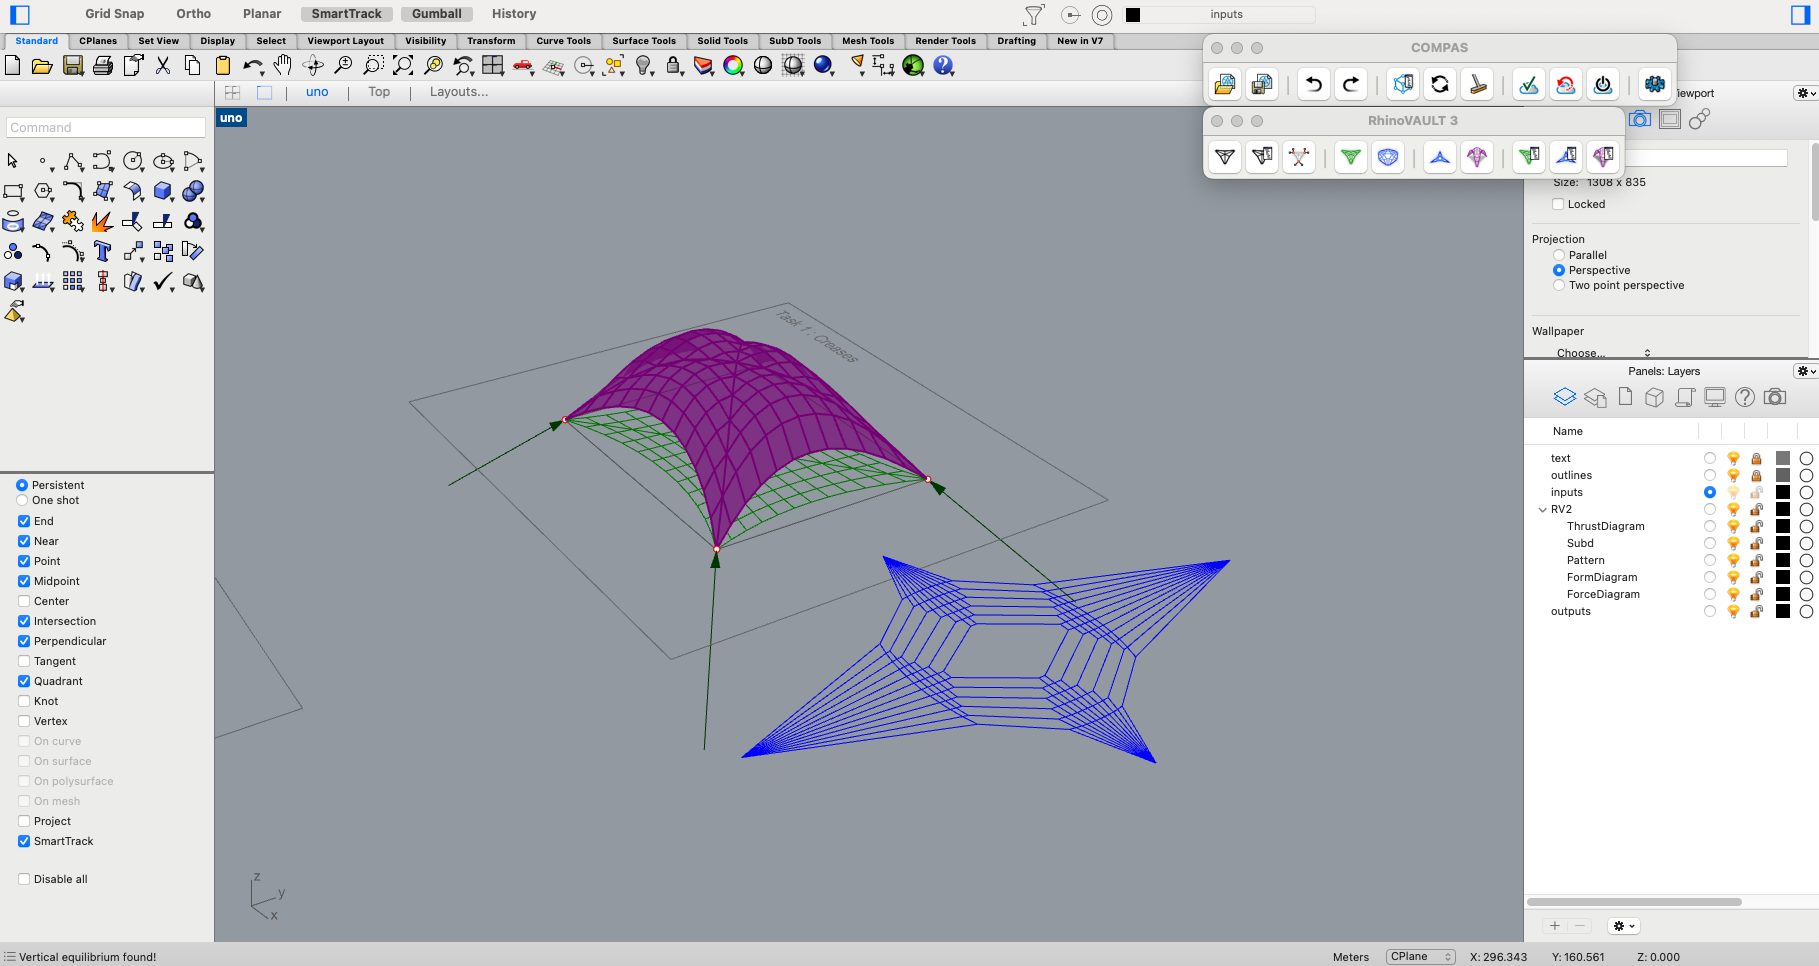 Grid Snap
Ortho
Planar
SmartTrack
Gumball
History
inputs
Standard
CPlanes
Set View
Display
Select
Viewport Layout
Visibility
Transform
Curve Tools
Surface Tools
Solid Tools
SubD Tools
Mesh Tools
Render Tools
Drafting
New in V7
COMPAS
uno
Top
Layouts...
ewport
uno
RhinoVAULT 3
Command
Size: 1308 x 835
Locked
Projection
Parallel
Perspective
Two point perspective
Wallpaper
Choose...
Panels: Layers
Name
text
outlines
inputs
RV2
ThrustDiagram
Subd
Pattern
FormDiagram
ForceDiagram
outputs
Task 1 : Creases
Persistent
One shot
End
Near
Point
Midpoint
Center
Intersection
Perpendicular
Tangent
Quadrant
Knot
Vertex
On curve
On surface
On polysurface
On mesh
Project
SmartTrack
Disable all
z
y
x
Vertical equilibrium found!
Meters
CPlane
X: 296.343
Y: 160.561
Z: 0.000